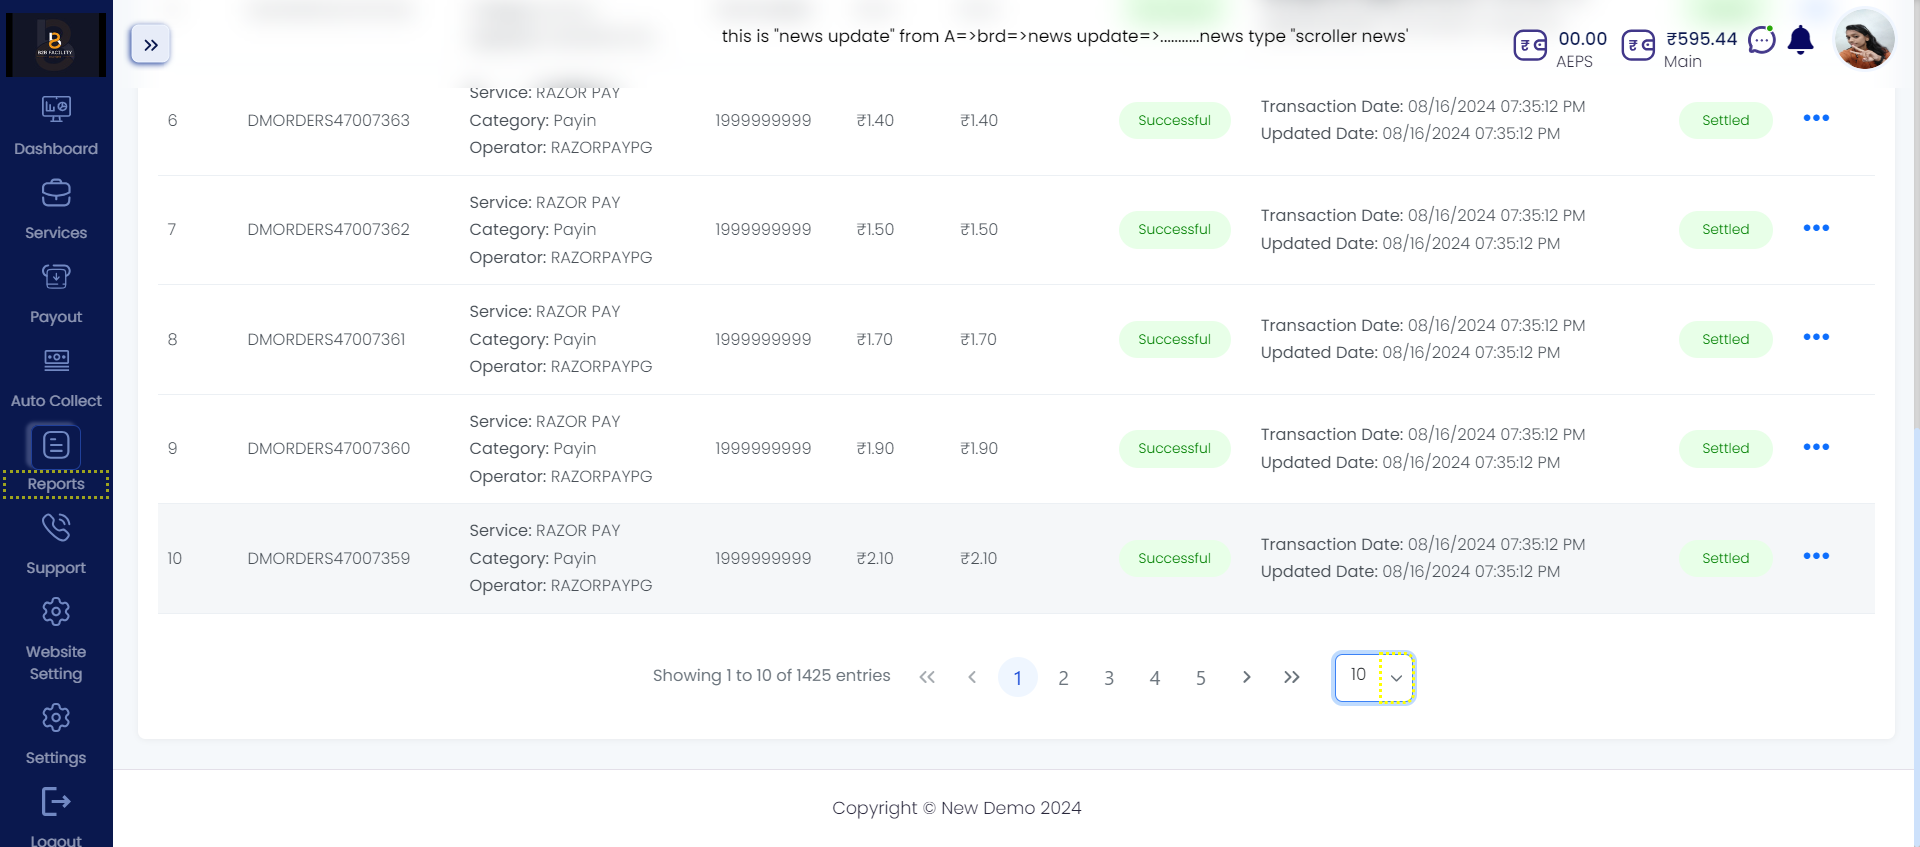 B2B FACILITY
this is "news update" from A=>brd=>news update=>...........news type "scroller news'
00.00
AEPS
₹595.44
Main
Dashboard
Services
Payout
Auto Collect
Reports
Support
Website
Setting
Settings
Logout
Service: RAZOR PAY
6 DMORDERS47007363 Category: Payin 1999999999 ₹1.40 ₹1.40 Successful Transaction Date: 08/16/2024 07:35:12 PM Settled
Operator: RAZORPAYPG Updated Date: 08/16/2024 07:35:12 PM
Service: RAZOR PAY
7 DMORDERS47007362 Category: Payin 1999999999 ₹1.50 ₹1.50 Successful Transaction Date: 08/16/2024 07:35:12 PM Settled
Operator: RAZORPAYPG Updated Date: 08/16/2024 07:35:12 PM
Service: RAZOR PAY
8 DMORDERS47007361 Category: Payin 1999999999 ₹1.70 ₹1.70 Successful Transaction Date: 08/16/2024 07:35:12 PM Settled
Operator: RAZORPAYPG Updated Date: 08/16/2024 07:35:12 PM
Service: RAZOR PAY
9 DMORDERS47007360 Category: Payin 1999999999 ₹1.90 ₹1.90 Successful Transaction Date: 08/16/2024 07:35:12 PM Settled
Operator: RAZORPAYPG Updated Date: 08/16/2024 07:35:12 PM
Service: RAZOR PAY
10 DMORDERS47007359 Category: Payin 1999999999 ₹2.10 ₹2.10 Successful Transaction Date: 08/16/2024 07:35:12 PM Settled
Operator: RAZORPAYPG Updated Date: 08/16/2024 07:35:12 PM
Showing 1 to 10 of 1425 entries 1 2 3 4 5 10
Copyright © New Demo 2024